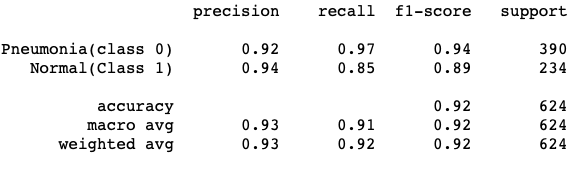 precision recall f1-score support
Pneumonia(class 0) 0.92 0.97 0.94 390
Normal(Class 1) 0.94 0.85 0.89 234
accuracy 0.92 624
macro avg 0.93 0.91 0.92 624
weighted avg 0.93 0.92 0.92 624